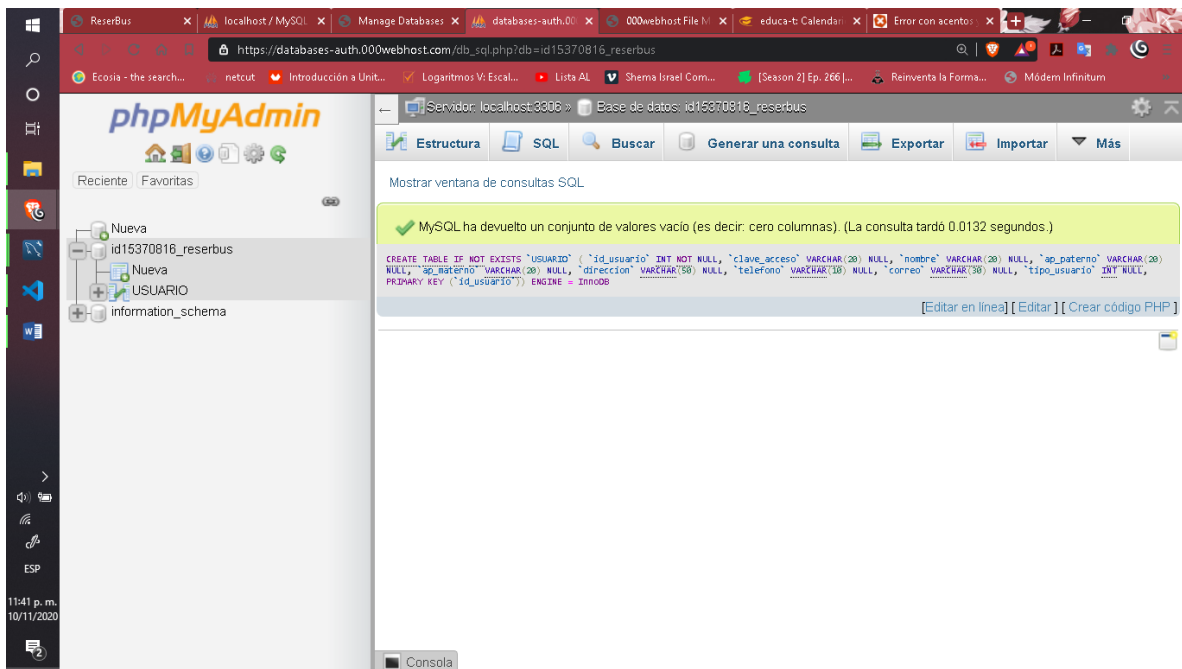 ReserBus
localhost / MySQL
Manage Databases
databases-auth.00
000webhost File M
educa-t: Calendari
Error con acentos y
https://databases-auth.000webhost.com/db_sql.php?db=id15370816_reserbus
Ecosia - the search...
netcut
Introducción a Unit...
Logaritmos V: Escal...
Lista AL
Shema Israel Com...
[Season 2] Ep. 266 |...
Reinventa la Forma...
Módem Infinitum
phpMyAdmin
Reciente
Favoritas
Nueva
id15370816_reserbus
Nueva
USUARIO
information_schema
Servidor: localhost:3306 »
Base de datos: id15370816_reserbus
Estructura
SQL
Buscar
Generar una consulta
Exportar
Importar
Más
Mostrar ventana de consultas SQL
MySQL ha devuelto un conjunto de valores vacío (es decir: cero columnas). (La consulta tardó 0.0132 segundos.)
CREATE TABLE IF NOT EXISTS `USUARIO` ( `id_usuario` INT NOT NULL, `clave_acceso` VARCHAR(20) NULL, `nombre` VARCHAR(20) NULL, `ap_paterno` VARCHAR(20)
NULL, `ap_materno` VARCHAR(20) NULL, `direccion` VARCHAR(50) NULL, `telefono` VARCHAR(10) NULL, `correo` VARCHAR(30) NULL, `tipo_usuario` INT NULL,
PRIMARY KEY (`id_usuario`)) ENGINE = InnoDB
[Editar en línea] [ Editar ] [ Crear código PHP ]
Consola
ESP
11:41 p. m.
10/11/2020
2